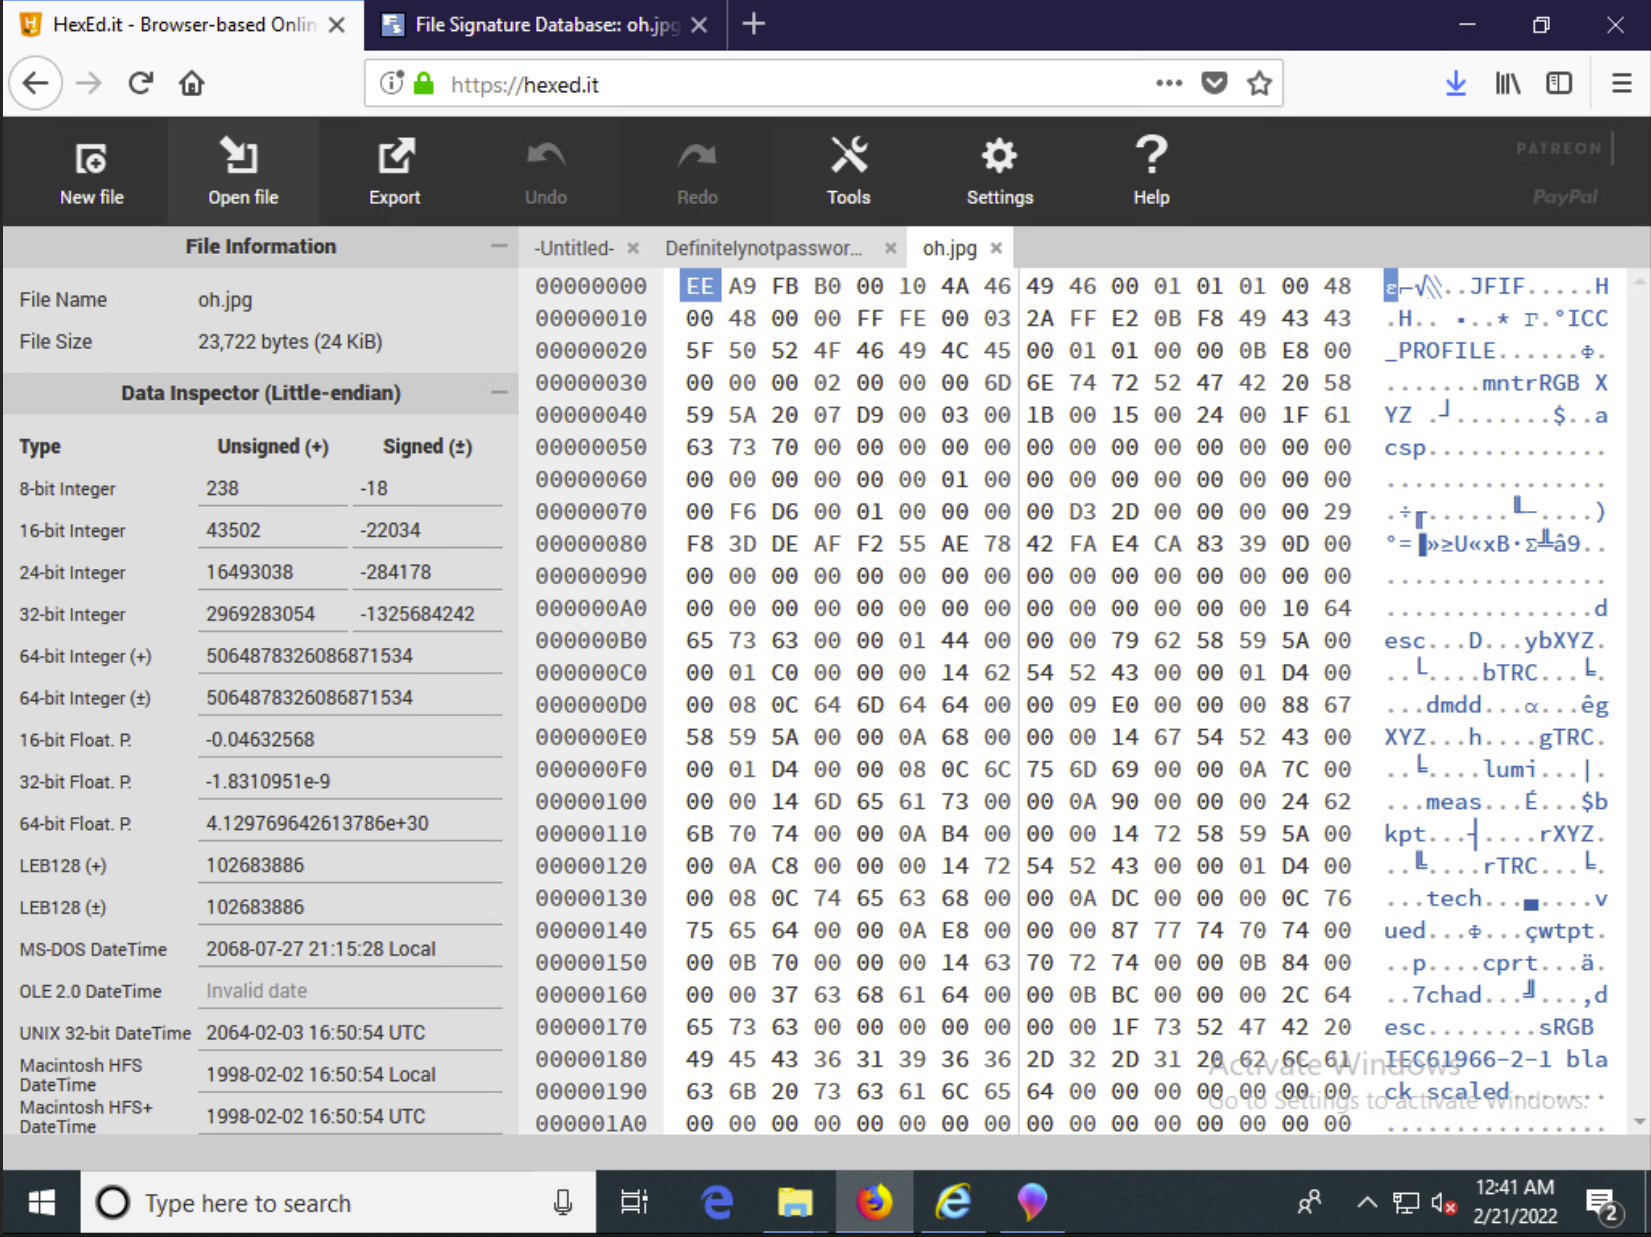 HexEd.it - Browser-based Onlin
File Signature Database:: oh.jpg
https://hexed.it
New file
Open file
Export
Undo
Redo
Tools
Settings
Help
PATREON
PayPal
File Information
-Untitled-
Definitelynotpasswor...
oh.jpg
File Name oh.jpg
File Size 23,722 bytes (24 KiB)
Data Inspector (Little-endian)
Type Unsigned (+) Signed (±)
8-bit Integer 238 -18
16-bit Integer 43502 -22034
24-bit Integer 16493038 -284178
32-bit Integer 2969283054 -1325684242
64-bit Integer (+) 5064878326086871534
64-bit Integer (±) 5064878326086871534
16-bit Float. P. -0.04632568
32-bit Float. P. -1.8310951e-9
64-bit Float. P. 4.129769642613786e+30
LEB128 (+) 102683886
LEB128 (±) 102683886
MS-DOS DateTime 2068-07-27 21:15:28 Local
OLE 2.0 DateTime Invalid date
UNIX 32-bit DateTime 2064-02-03 16:50:54 UTC
Macintosh HFS DateTime 1998-02-02 16:50:54 Local
Macintosh HFS+ DateTime 1998-02-02 16:50:54 UTC
00000000 EE A9 FB B0 00 10 4A 46 49 46 00 01 01 01 00 48 ε⌐√░..JFIF.....H
00000010 00 48 00 00 FF FE 00 03 2A FF E2 0B F8 49 43 43 .H.. ▪..* Γ.°ICC
00000020 5F 50 52 4F 46 49 4C 45 00 01 01 00 00 0B E8 00 _PROFILE......Φ.
00000030 00 00 00 02 00 00 00 6D 6E 74 72 52 47 42 20 58 .......mntrRGB X
00000040 59 5A 20 07 D9 00 03 00 1B 00 15 00 24 00 1F 61 YZ .┘.......$..a
00000050 63 73 70 00 00 00 00 00 00 00 00 00 00 00 00 00 csp.............
00000060 00 00 00 00 00 00 01 00 00 00 00 00 00 00 00 00 ................
00000070 00 F6 D6 00 01 00 00 00 00 D3 2D 00 00 00 00 29 .÷╓......╙-....)
00000080 F8 3D DE AF F2 55 AE 78 42 FA E4 CA 83 39 0D 00 °=▐»≥U«xB·Σ╩â9..
00000090 00 00 00 00 00 00 00 00 00 00 00 00 00 00 00 00 ................
000000A0 00 00 00 00 00 00 00 00 00 00 00 00 00 00 10 64 ...............d
000000B0 65 73 63 00 00 01 44 00 00 00 79 62 58 59 5A 00 esc...D...ybXYZ.
000000C0 00 01 C0 00 00 00 14 62 54 52 43 00 00 01 D4 00 ..└....bTRC...╘.
000000D0 00 08 0C 64 6D 64 64 00 00 09 E0 00 00 00 88 67 ...dmdd...α...êg
000000E0 58 59 5A 00 00 0A 68 00 00 00 14 67 54 52 43 00 XYZ...h....gTRC.
000000F0 00 01 D4 00 00 08 0C 6C 75 6D 69 00 00 0A 7C 00 ..╘....lumi...|.
00000100 00 00 14 6D 65 61 73 00 00 0A 90 00 00 00 24 62 ...meas...É...$b
00000110 6B 70 74 00 00 0A B4 00 00 00 14 72 58 59 5A 00 kpt...┤....rXYZ.
00000120 00 0A C8 00 00 00 14 72 54 52 43 00 00 01 D4 00 ..╚....rTRC...╘.
00000130 00 08 0C 74 65 63 68 00 00 0A DC 00 00 00 0C 76 ...tech...▄....v
00000140 75 65 64 00 00 0A E8 00 00 00 87 77 74 70 74 00 ued...Φ...çwtpt.
00000150 00 0B 70 00 00 00 14 63 70 72 74 00 00 0B 84 00 ..p....cprt...ä.
00000160 00 00 37 63 68 61 64 00 00 0B BC 00 00 00 2C 64 ..7chad...╝...,d
00000170 65 73 63 00 00 00 00 00 00 00 1F 73 52 47 42 20 esc........sRGB
00000180 49 45 43 36 31 39 36 36 2D 32 2D 31 20 62 6C 61 IEC61966-2-1 bla
00000190 63 6B 20 73 63 61 6C 65 64 00 00 00 00 00 00 00 ck scaled.......
000001A0 00 00 00 00 00 00 00 00 00 00 00 00 00 00 00 00 ................
Activate Windows
Go to Settings to activate Windows.
Type here to search
12:41 AM
2/21/2022
2